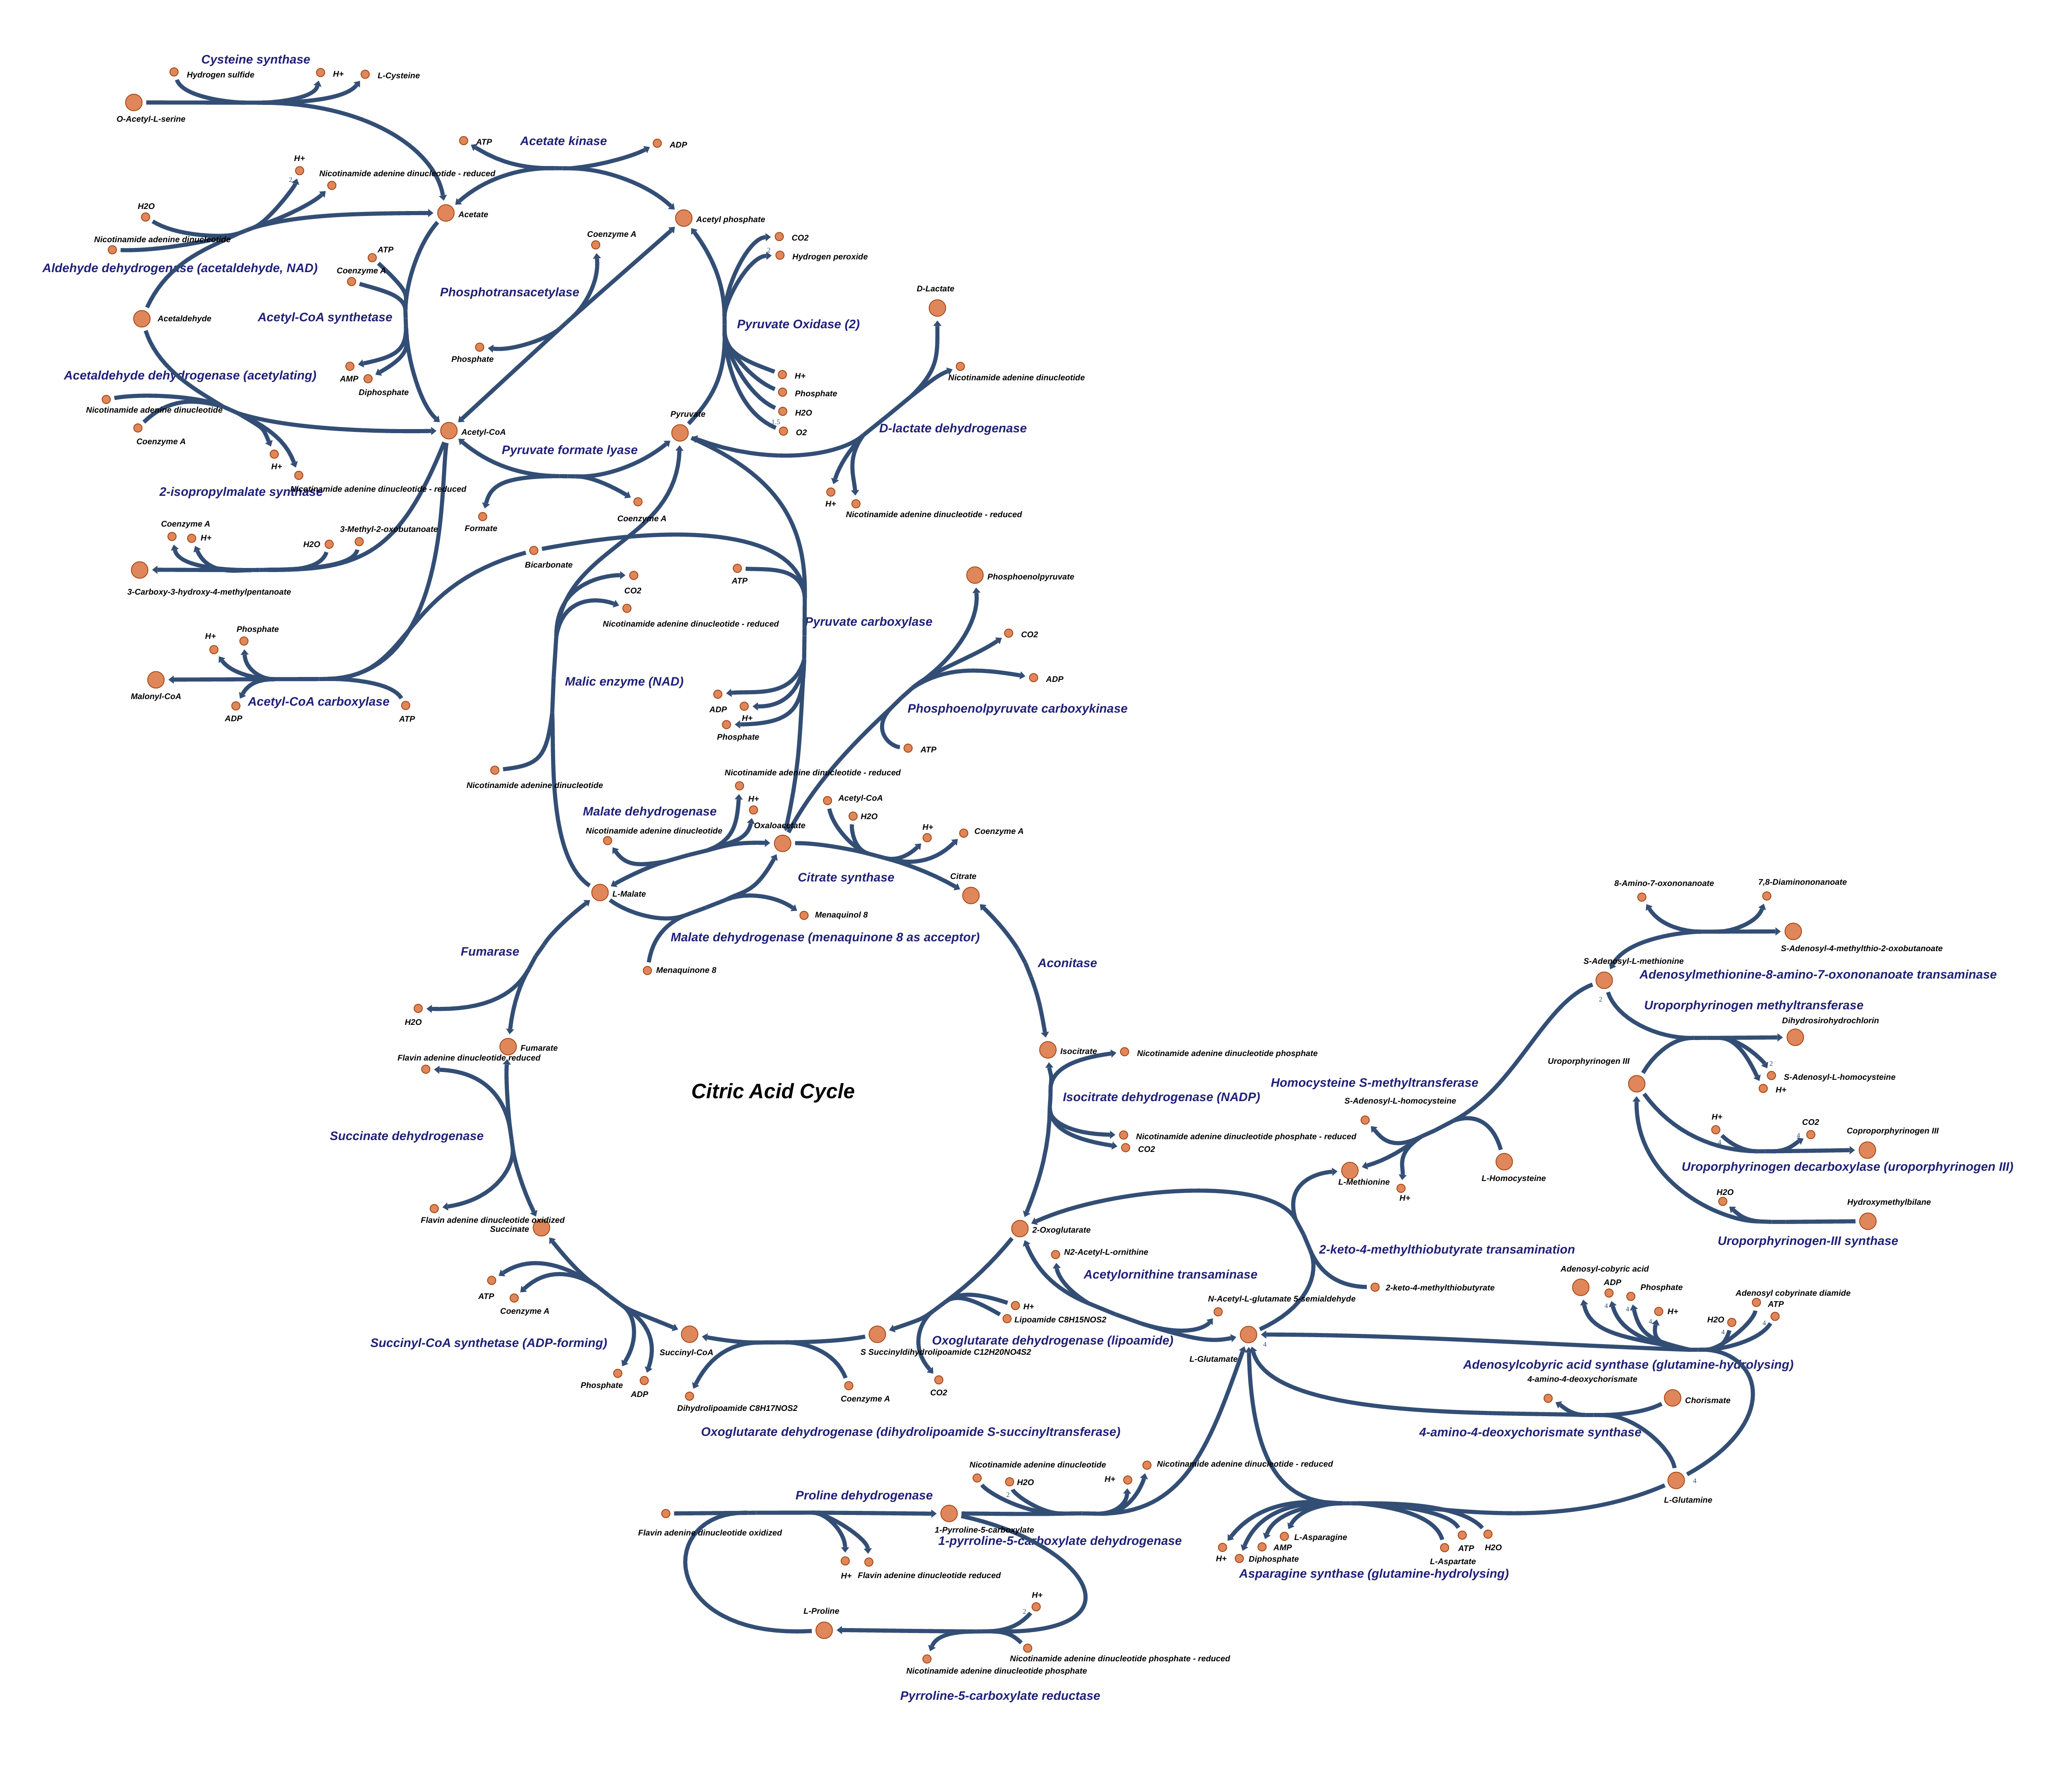 Cysteine synthase
Hydrogen sulfide
H+
L-Cysteine
O-Acetyl-L-serine
ATP
Acetate kinase
ADP
H+
2
Nicotinamide adenine dinucleotide - reduced
H2O
Acetate
Acetyl phosphate
Nicotinamide adenine dinucleotide
Coenzyme A
CO2
2
Hydrogen peroxide
ATP
Aldehyde dehydrogenase (acetaldehyde, NAD)
Coenzyme A
Phosphotransacetylase
D-Lactate
Acetaldehyde
Acetyl-CoA synthetase
Pyruvate Oxidase (2)
Phosphate
Acetaldehyde dehydrogenase (acetylating)
AMP
Diphosphate
H+
Nicotinamide adenine dinucleotide
Phosphate
Nicotinamide adenine dinucleotide
H2O
Pyruvate
1.5
O2
Coenzyme A
Acetyl-CoA
D-lactate dehydrogenase
Pyruvate formate lyase
H+
2-isopropylmalate synthase
Nicotinamide adenine dinucleotide - reduced
H+
Nicotinamide adenine dinucleotide - reduced
Coenzyme A
H+
3-Methyl-2-oxobutanoate
H2O
Formate
Coenzyme A
Bicarbonate
3-Carboxy-3-hydroxy-4-methylpentanoate
CO2
ATP
Phosphoenolpyruvate
Nicotinamide adenine dinucleotide - reduced
Pyruvate carboxylase
H+
Phosphate
CO2
Malonyl-CoA
Acetyl-CoA carboxylase
Malic enzyme (NAD)
ADP
ADP
ATP
ADP
H+
Phosphate
Phosphoenolpyruvate carboxykinase
ATP
Nicotinamide adenine dinucleotide
Nicotinamide adenine dinucleotide - reduced
H+
Acetyl-CoA
Malate dehydrogenase
H2O
Nicotinamide adenine dinucleotide
Oxaloacetate
H+
Coenzyme A
Citrate synthase
Citrate
L-Malate
Menaquinol 8
Malate dehydrogenase (menaquinone 8 as acceptor)
Menaquinone 8
Fumarase
Aconitase
8-Amino-7-oxononanoate
7,8-Diaminononanoate
S-Adenosyl-4-methylthio-2-oxobutanoate
S-Adenosyl-L-methionine
Adenosylmethionine-8-amino-7-oxononanoate transaminase
2
Uroporphyrinogen methyltransferase
H2O
Dihydrosirohydrochlorin
Fumarate
Flavin adenine dinucleotide reduced
Isocitrate
Nicotinamide adenine dinucleotide phosphate
Uroporphyrinogen III
2
S-Adenosyl-L-homocysteine
H+
Citric Acid Cycle
Isocitrate dehydrogenase (NADP)
Homocysteine S-methyltransferase
S-Adenosyl-L-homocysteine
H+
4
CO2
4
Coproporphyrinogen III
Succinate dehydrogenase
Nicotinamide adenine dinucleotide phosphate - reduced
CO2
Uroporphyrinogen decarboxylase (uroporphyrinogen III)
L-Methionine
H+
L-Homocysteine
H2O
Hydroxymethylbilane
Flavin adenine dinucleotide oxidized
Succinate
2-Oxoglutarate
Uroporphyrinogen-III synthase
N2-Acetyl-L-ornithine
2-keto-4-methylthiobutyrate transamination
Acetylornithine transaminase
2-keto-4-methylthiobutyrate
N-Acetyl-L-glutamate 5-semialdehyde
Adenosyl-cobyric acid
ADP
4
Phosphate
4
H+
4
Adenosyl cobyrinate diamide
ATP
4
H2O
4
ATP
Coenzyme A
H+
Lipoamide C8H15NOS2
Succinyl-CoA synthetase (ADP-forming)
Oxoglutarate dehydrogenase (lipoamide)
Succinyl-CoA
S Succinyldihydrolipoamide C12H20NO4S2
L-Glutamate
4
Adenosylcobyric acid synthase (glutamine-hydrolysing)
4-amino-4-deoxychorismate
Chorismate
Phosphate
ADP
Dihydrolipoamide C8H17NOS2
Coenzyme A
CO2
Oxoglutarate dehydrogenase (dihydrolipoamide S-succinyltransferase)
4-amino-4-deoxychorismate synthase
Nicotinamide adenine dinucleotide
H2O
2
H+
Nicotinamide adenine dinucleotide - reduced
4
L-Glutamine
Proline dehydrogenase
Flavin adenine dinucleotide oxidized
1-Pyrroline-5-carboxylate
1-pyrroline-5-carboxylate dehydrogenase
H+
Flavin adenine dinucleotide reduced
H+
Diphosphate
AMP
L-Asparagine
L-Aspartate
ATP
H2O
Asparagine synthase (glutamine-hydrolysing)
L-Proline
H+
2
Nicotinamide adenine dinucleotide phosphate - reduced
Nicotinamide adenine dinucleotide phosphate
Pyrroline-5-carboxylate reductase